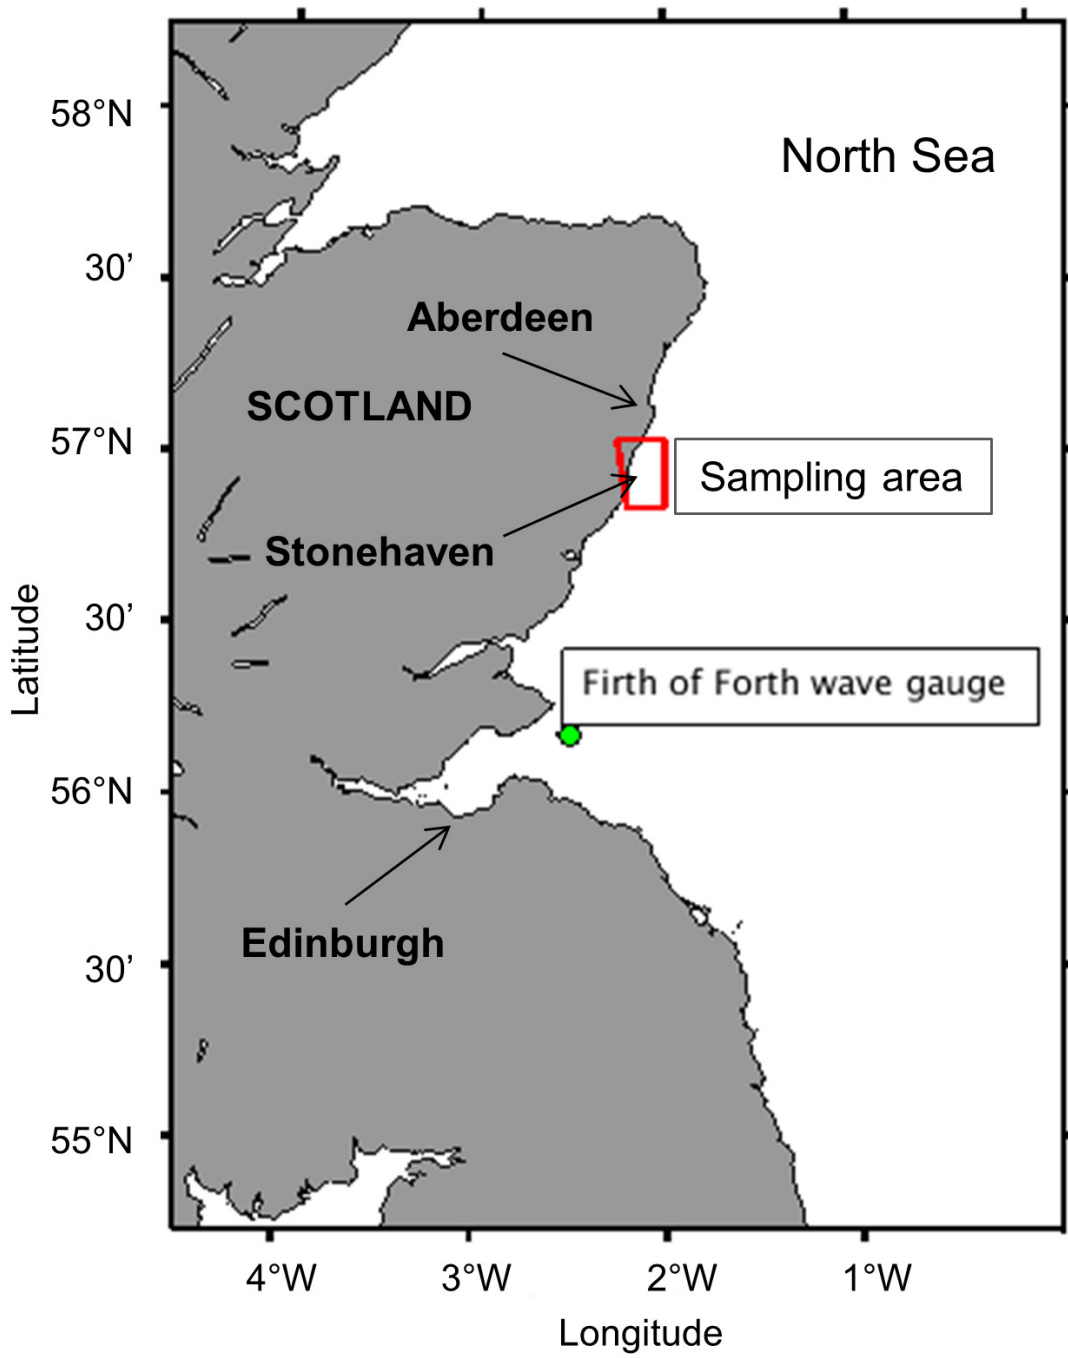 58°N
North Sea
30’
Aberdeen
SCOTLAND
57°N
Sampling area
Stonehaven
30’
Latitude
Firth of Forth wave gauge
56°N
Edinburgh
30’
55°N
4°W
3°W
2°W
1°W
Longitude